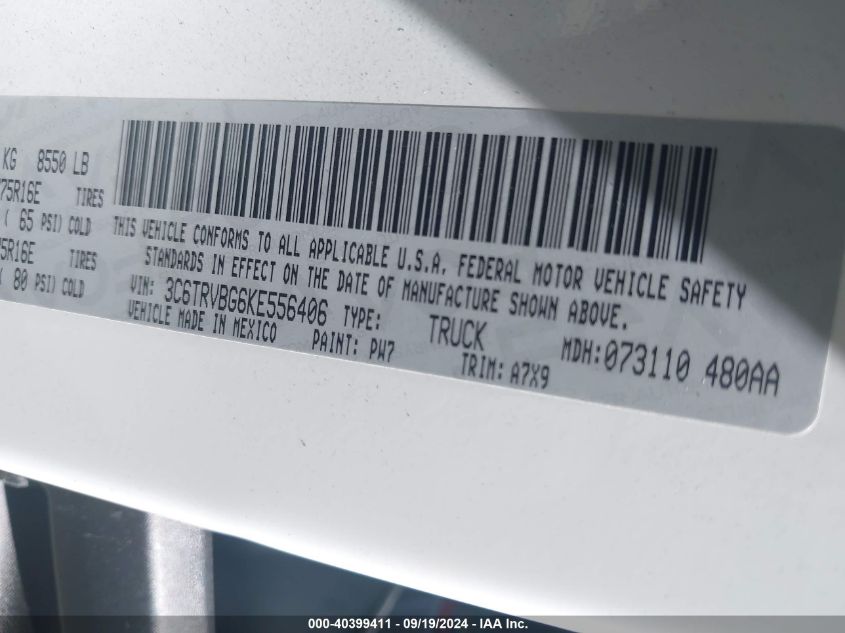 KG 8550 LB
75R16E TIRES
( 65 PSI) COLD
5R16E TIRES
( 80 PSI) COLD
THIS VEHICLE CONFORMS TO ALL APPLICABLE U.S.A. FEDERAL MOTOR VEHICLE SAFETY
STANDARDS IN EFFECT ON THE DATE OF MANUFACTURE SHOWN ABOVE.
VIN: 3C6TRVBG6KE556406 TYPE: TRUCK MDH:073110 480AA
VEHICLE MADE IN MEXICO PAINT: PW7 TRIM: A7X9
000-40399411 - 09/19/2024 - IAA Inc.